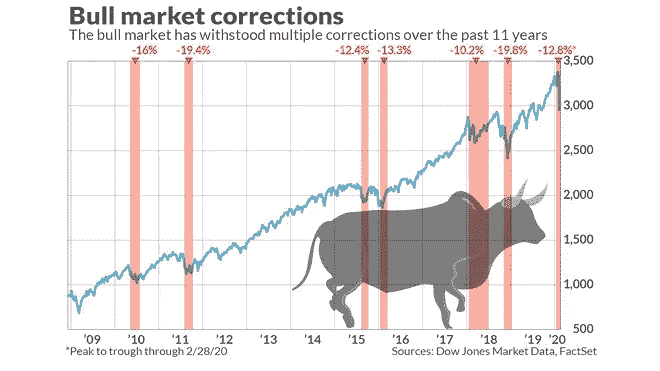 Bull market corrections
The bull market has withstood multiple corrections over the past 11 years
-16% -19.4% -12.4% -13.3% -10.2% -19.8% -12.8%*
3,500
3,000
2,500
2,000
1,500
1,000
500
'09 '10 '11 '12 '13 '14 '15 '16 '17 '18 '19 '20
*Peak to trough through 2/28/20 Sources: Dow Jones Market Data, FactSet